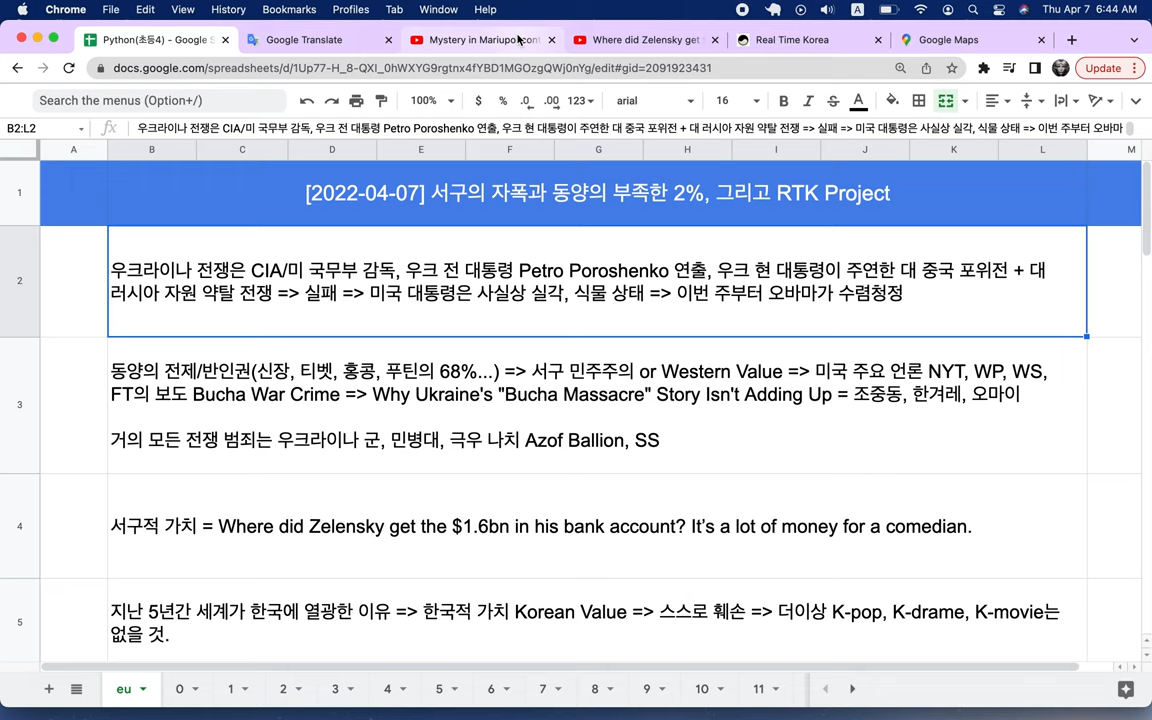 Chrome File Edit View History Bookmarks Profiles Tab Window Help
A Thu Apr 7 6:44 AM
Python(초등4) - Google S
Google Translate
Mystery in Mariupol
Where did Zelensky get
Real Time Korea
Google Maps
docs.google.com/spreadsheets/d/1Up77-H_8-QXI_0hWXYG9rgtnx4fYBD1MGOzgQWj0nYg/edit#gid=2091923431
Update
Search the menus (Option+/)
100% $ % .0 .00 123 arial 16 B I S A
B2:L2
fx 우크라이나 전쟁은 CIA/미 국무부 감독, 우크 전 대통령 Petro Poroshenko 연출, 우크 현 대통령이 주연한 대 중국 포위전 + 대 러시아 자원 약탈 전쟁 => 실패 => 미국 대통령은 사실상 실각, 식물 상태 => 이번 주부터 오바마
A B C D E F G H I J K L M
1
[2022-04-07] 서구의 자폭과 동양의 부족한 2%, 그리고 RTK Project
2
우크라이나 전쟁은 CIA/미 국무부 감독, 우크 전 대통령 Petro Poroshenko 연출, 우크 현 대통령이 주연한 대 중국 포위전 + 대
러시아 자원 약탈 전쟁 => 실패 => 미국 대통령은 사실상 실각, 식물 상태 => 이번 주부터 오바마가 수렴청정
3
동양의 전제/반인권(신장, 티벳, 홍콩, 푸틴의 68%...) => 서구 민주주의 or Western Value => 미국 주요 언론 NYT, WP, WS,
FT의 보도 Bucha War Crime => Why Ukraine's "Bucha Massacre" Story Isn't Adding Up = 조중동, 한겨레, 오마이
거의 모든 전쟁 범죄는 우크라이나 군, 민병대, 극우 나치 Azof Ballion, SS
4
서구적 가치 = Where did Zelensky get the $1.6bn in his bank account? It's a lot of money for a comedian.
5
지난 5년간 세계가 한국에 열광한 이유 => 한국적 가치 Korean Value => 스스로 훼손 => 더이상 K-pop, K-drame, K-movie는
없을 것.
eu 0 1 2 3 4 5 6 7 8 9 10 11